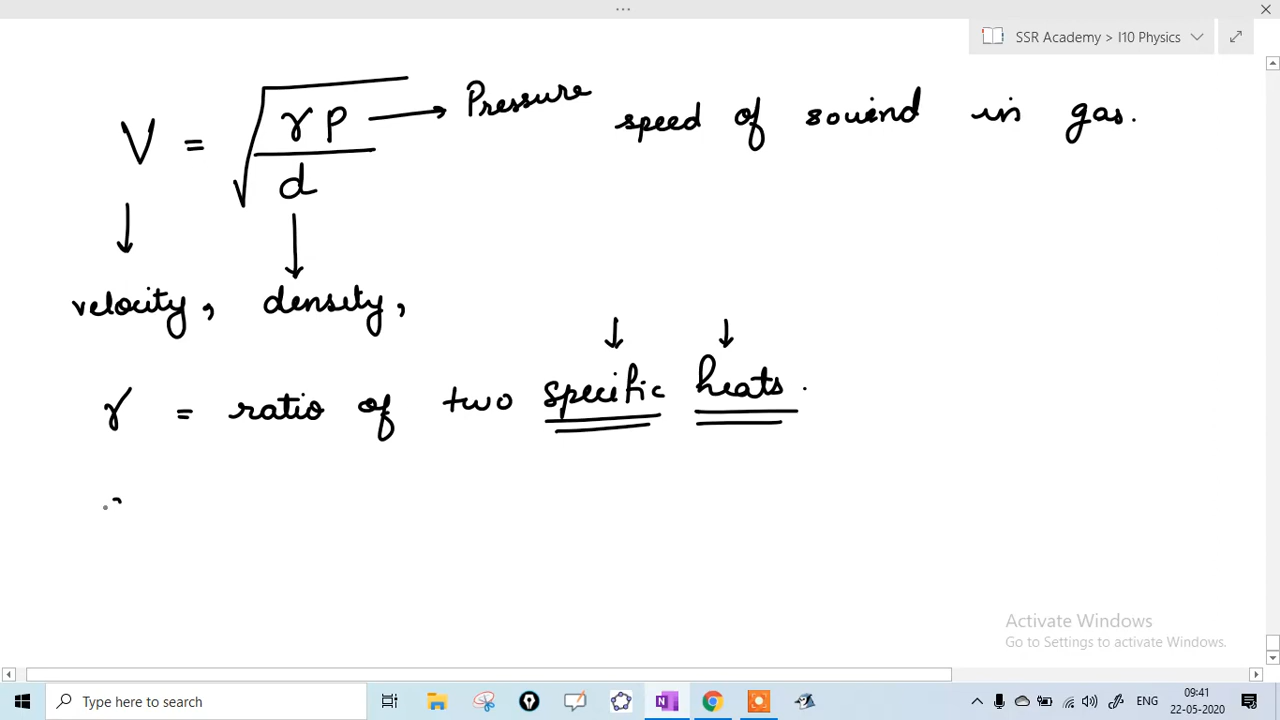 SSR Academy > I10 Physics
V = √(γP/d) → Pressure speed of sound in gas.
velocity, density,
γ = ratio of two specific heats.
Activate Windows
Go to Settings to activate Windows.
Type here to search
ENG
09:41
22-05-2020